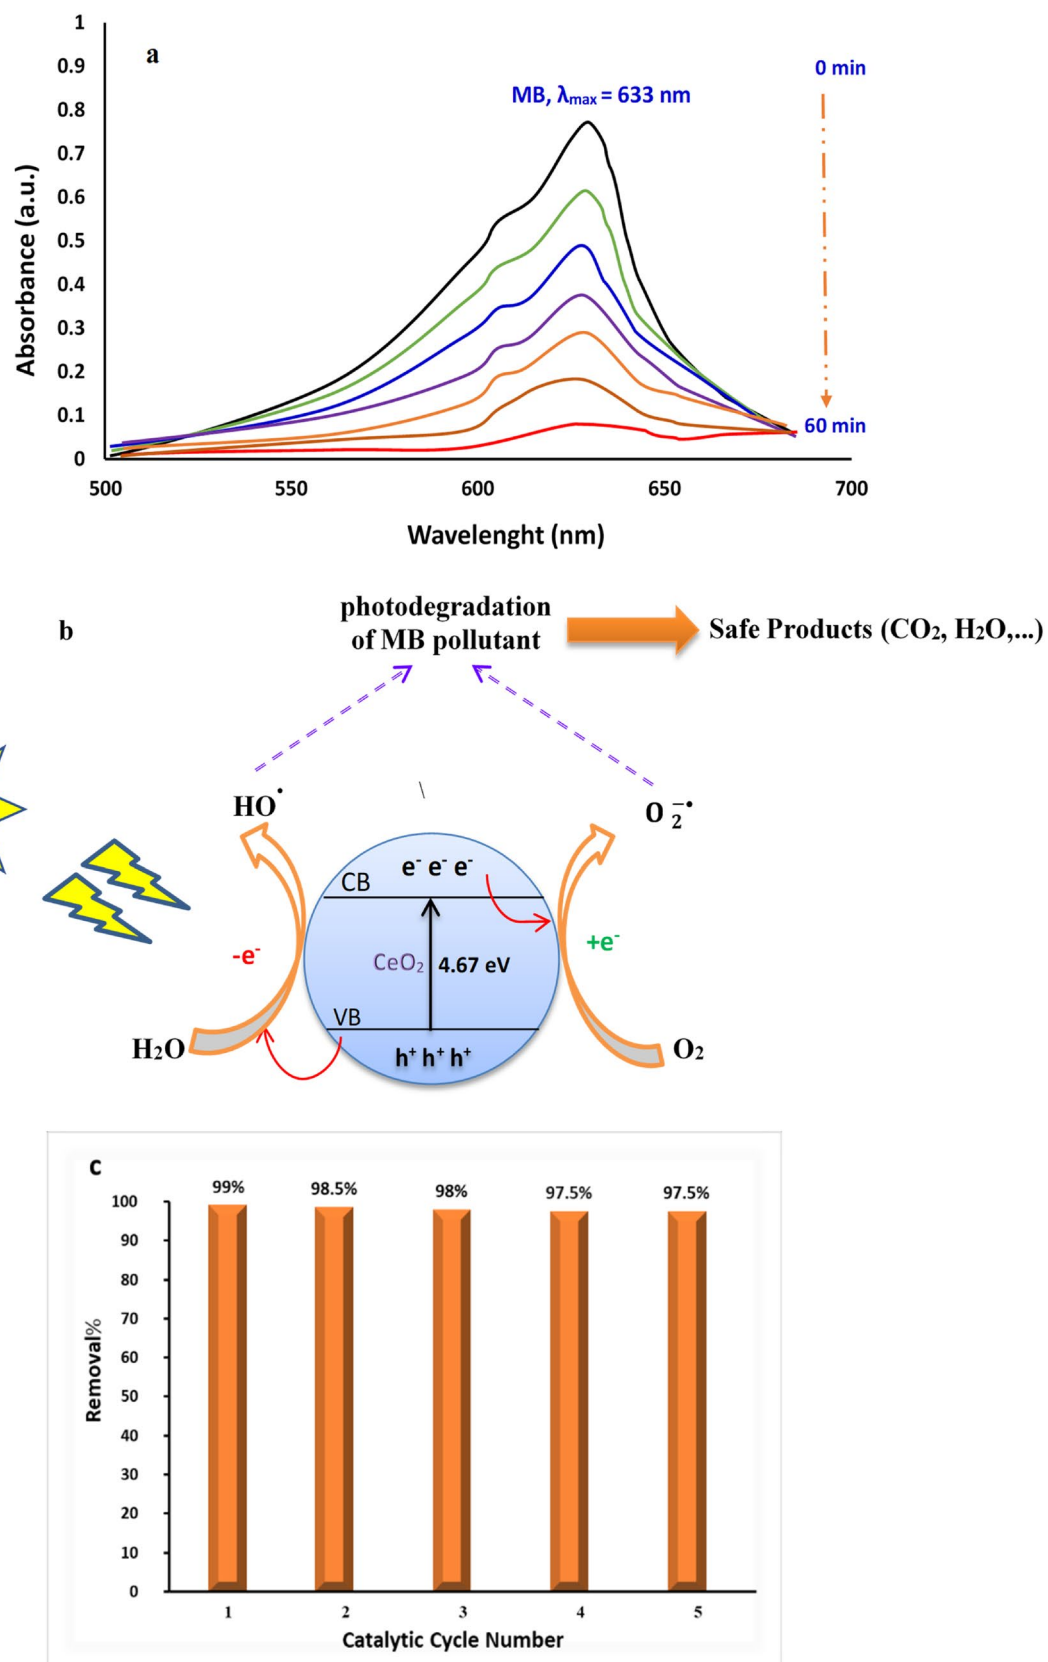 a
1
0.9
0.8
0.7
0.6
0.5
0.4
0.3
0.2
0.1
0
Absorbance (a.u.)
MB, λmax = 633 nm
0 min
60 min
500 550 600 650 700
Wavelenght (nm)
b
photodegradation
of MB pollutant
Safe Products (CO₂, H₂O,...)
HO•
\
O₂⁻•
e⁻ e⁻ e⁻
CB
-e⁻
CeO₂ 4.67 eV
+e⁻
VB
H₂O
h⁺ h⁺ h⁺
O₂
c
99% 98.5% 98% 97.5% 97.5%
100
90
80
70
60
50
40
30
20
10
0
Removal%
1 2 3 4 5
Catalytic Cycle Number